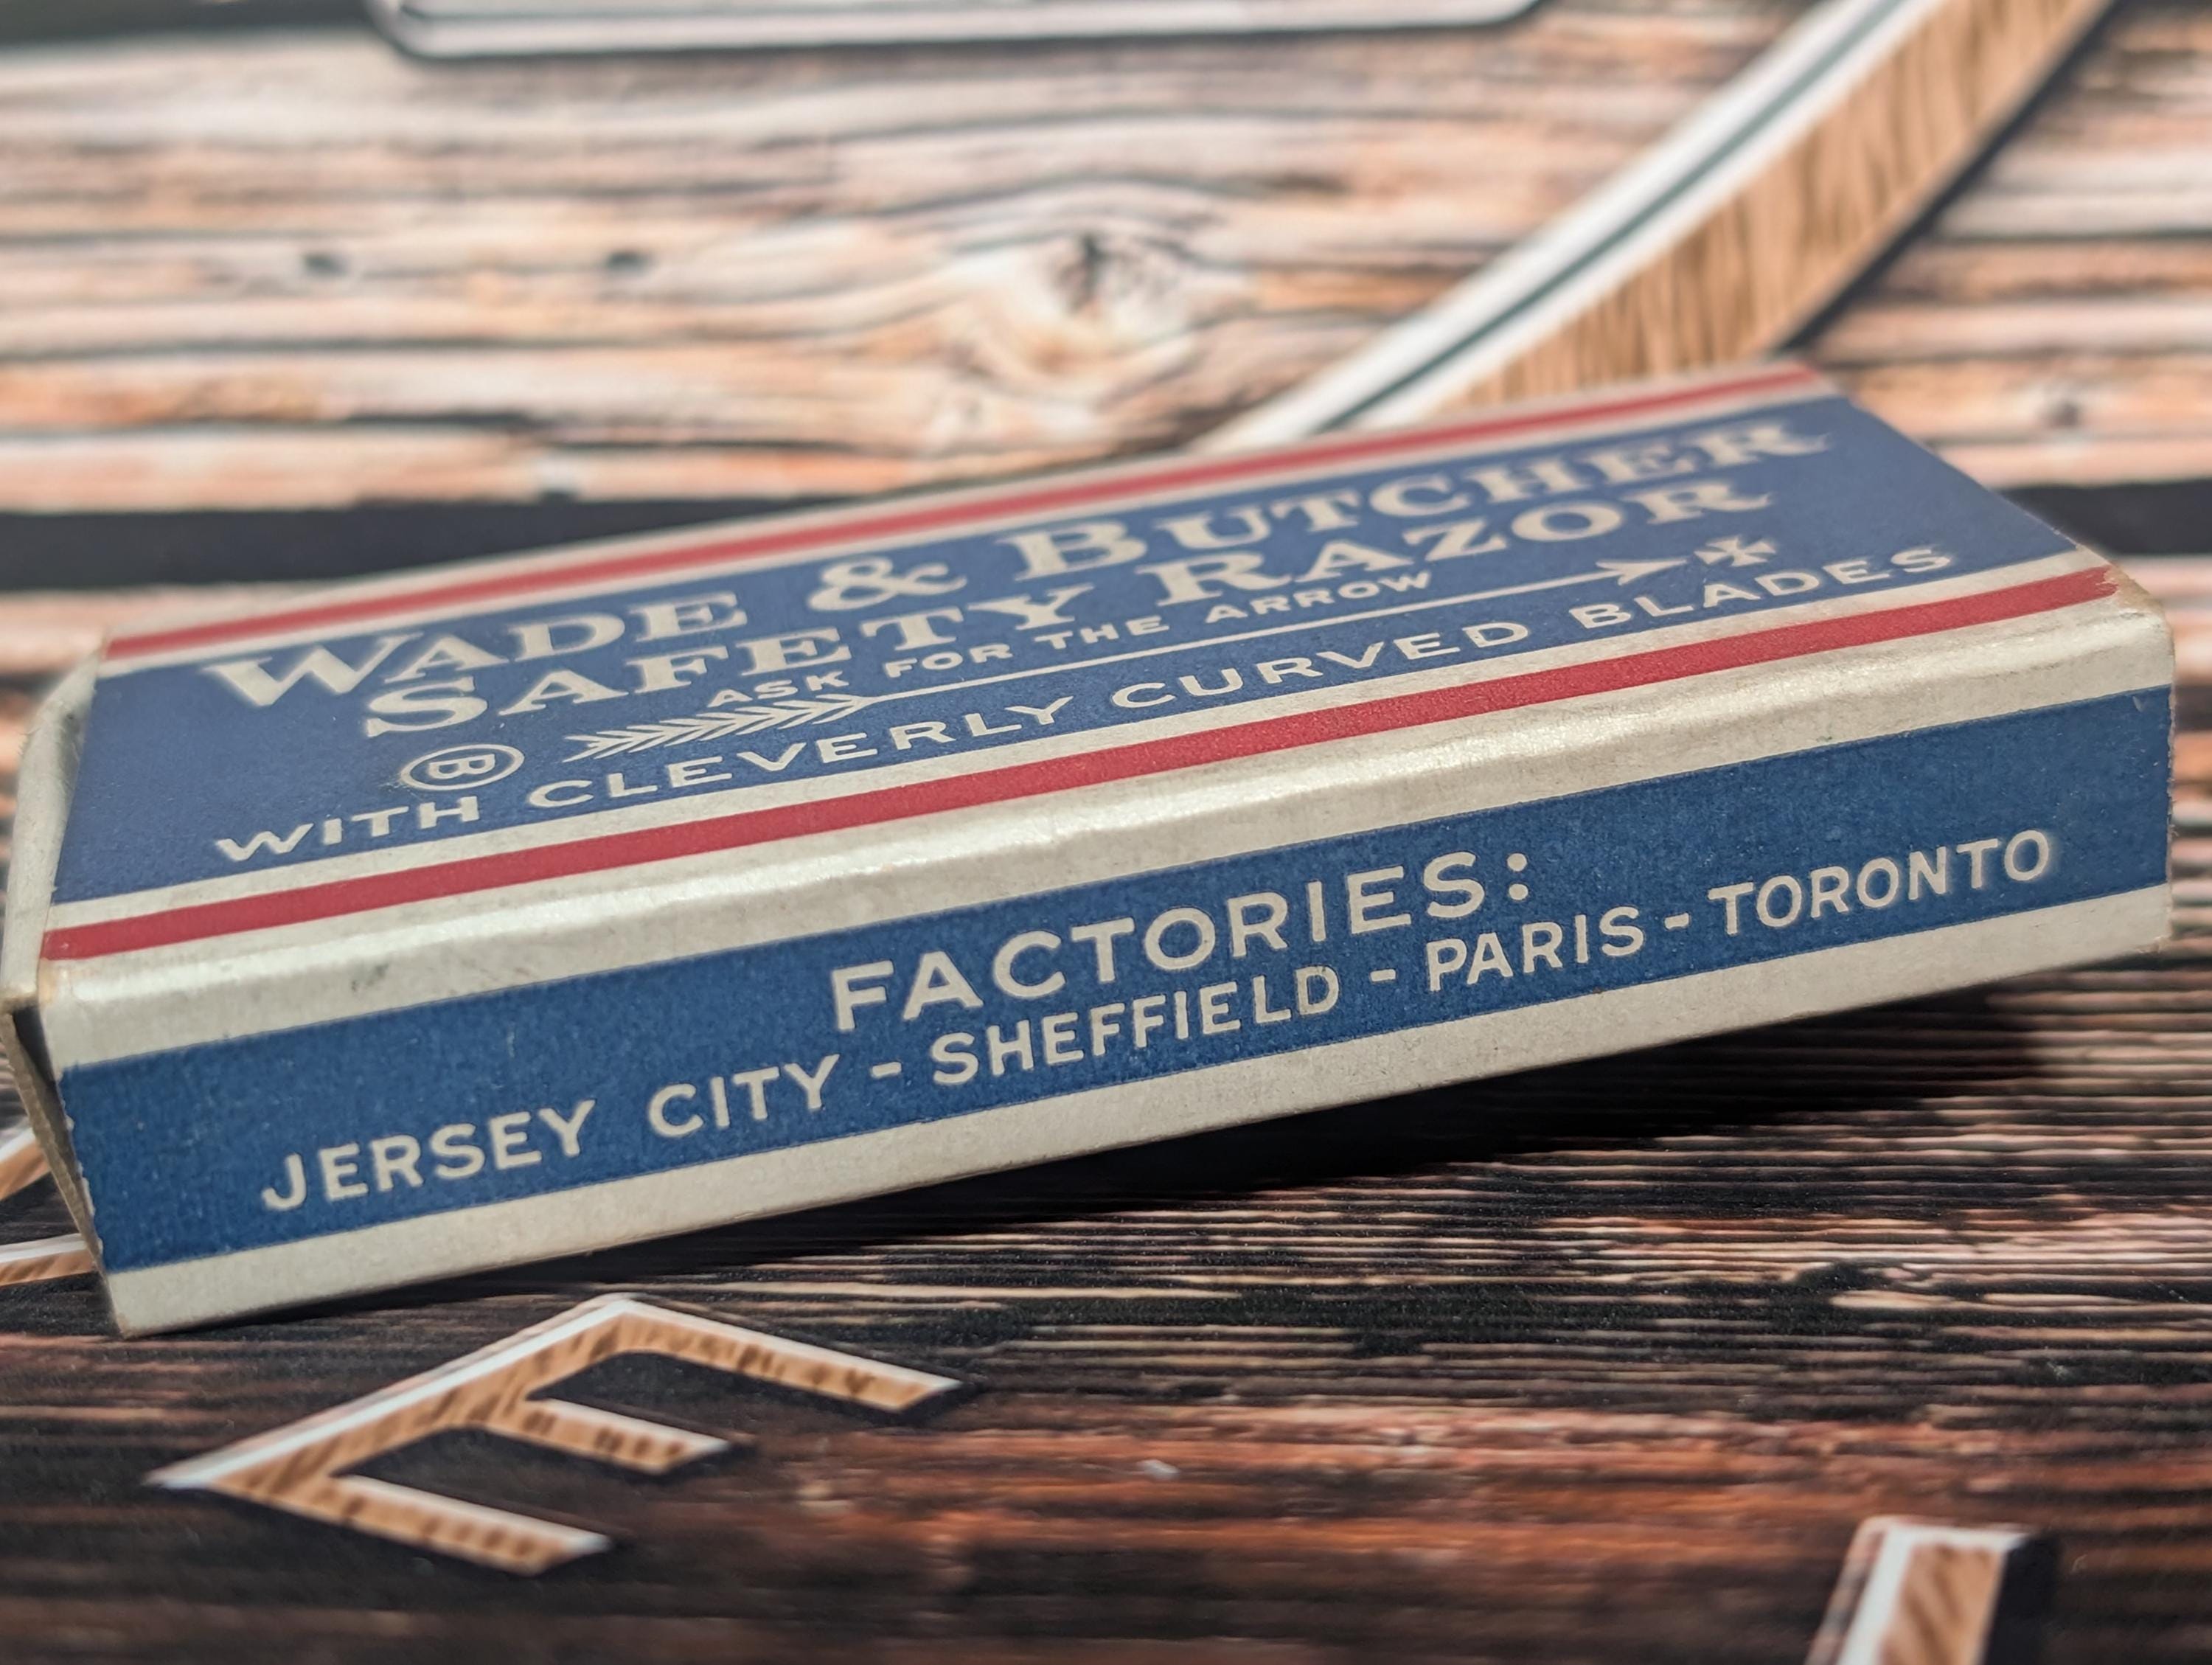 WADE & BUTCHER
SAFETY RAZOR
ASK FOR THE ARROW
B
WITH CLEVERLY CURVED BLADES
FACTORIES:
JERSEY CITY - SHEFFIELD - PARIS - TORONTO
E